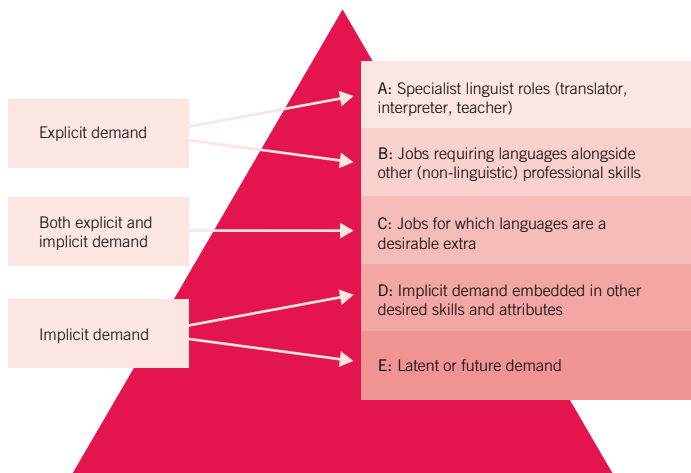 Explicit demand
Both explicit and
implicit demand
Implicit demand
A: Specialist linguist roles (translator,
interpreter, teacher)
B: Jobs requiring languages alongside
other (non-linguistic) professional skills
C: Jobs for which languages are a
desirable extra
D: Implicit demand embedded in other
desired skills and attributes
E: Latent or future demand